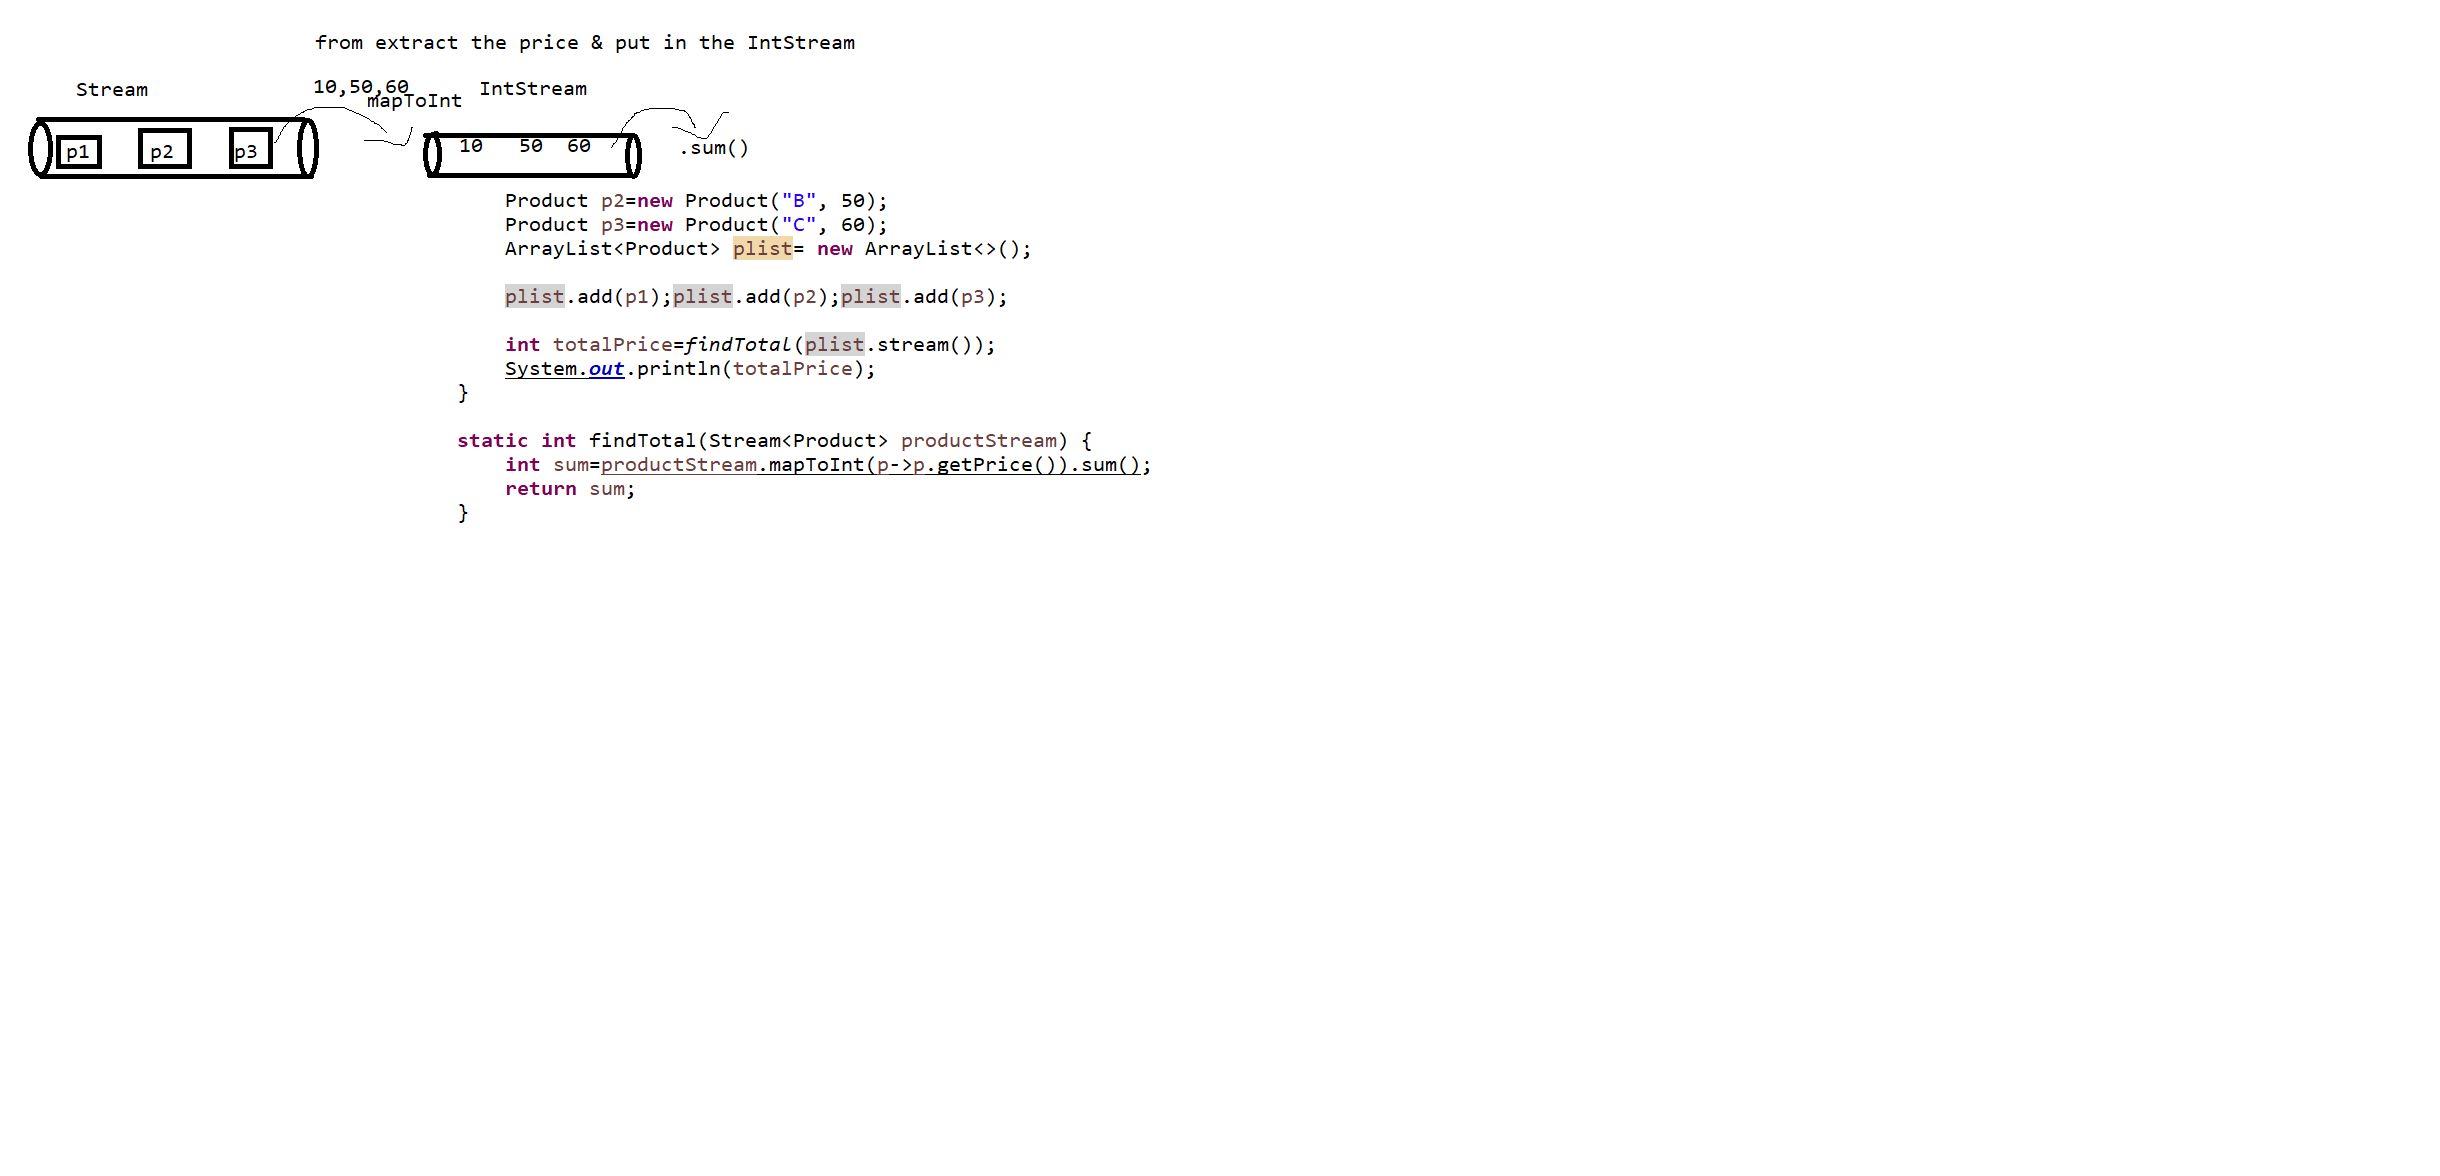 from extract the price & put in the IntStream
Stream
10,50,60
mapToInt
IntStream
p1 p2 p3
10 50 60
.sum()
Product p2=new Product("B", 50);
Product p3=new Product("C", 60);
ArrayList<Product> plist= new ArrayList<>();
plist.add(p1);plist.add(p2);plist.add(p3);
int totalPrice=findTotal(plist.stream());
System.out.println(totalPrice);
}
static int findTotal(Stream<Product> productStream) {
int sum=productStream.mapToInt(p->p.getPrice()).sum();
return sum;
}